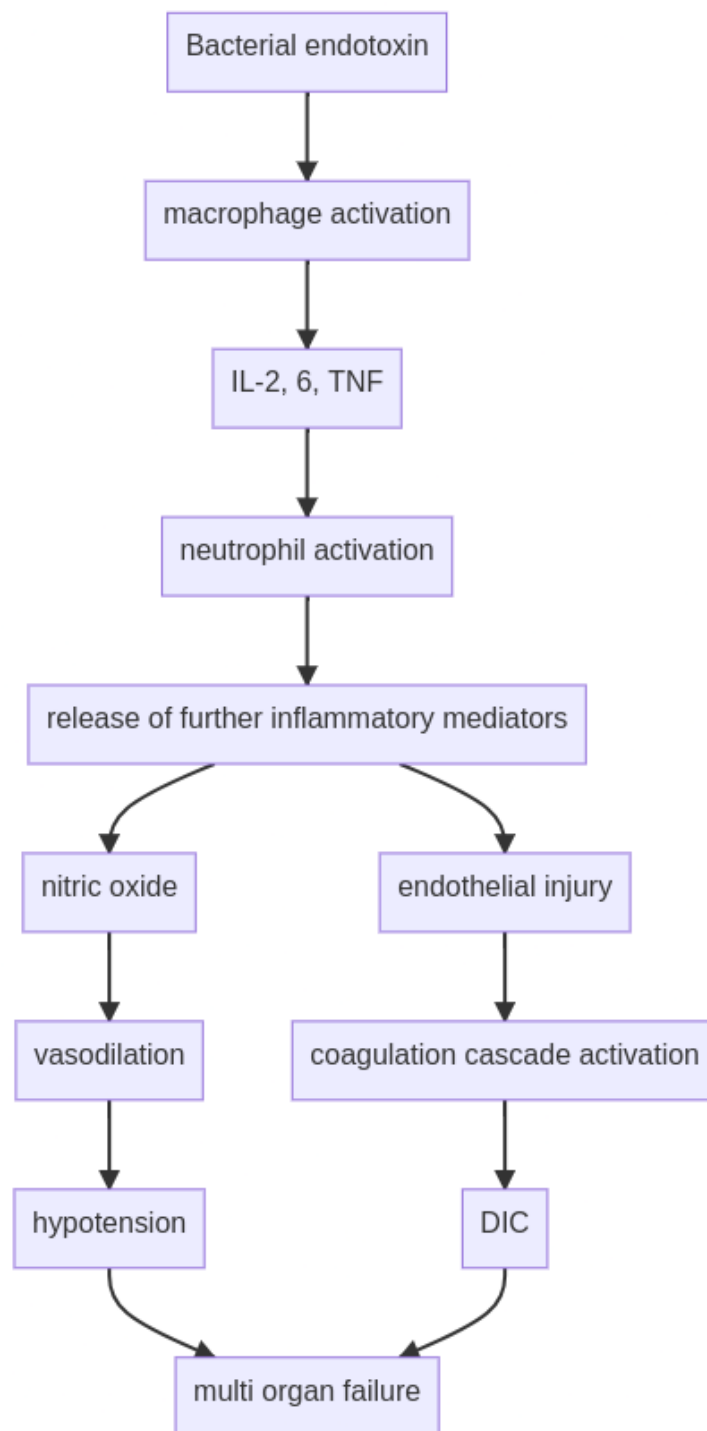 Bacterial endotoxin
macrophage activation
IL-2, 6, TNF
neutrophil activation
release of further inflammatory mediators
nitric oxide
endothelial injury
vasodilation
coagulation cascade activation
hypotension
DIC
multi organ failure